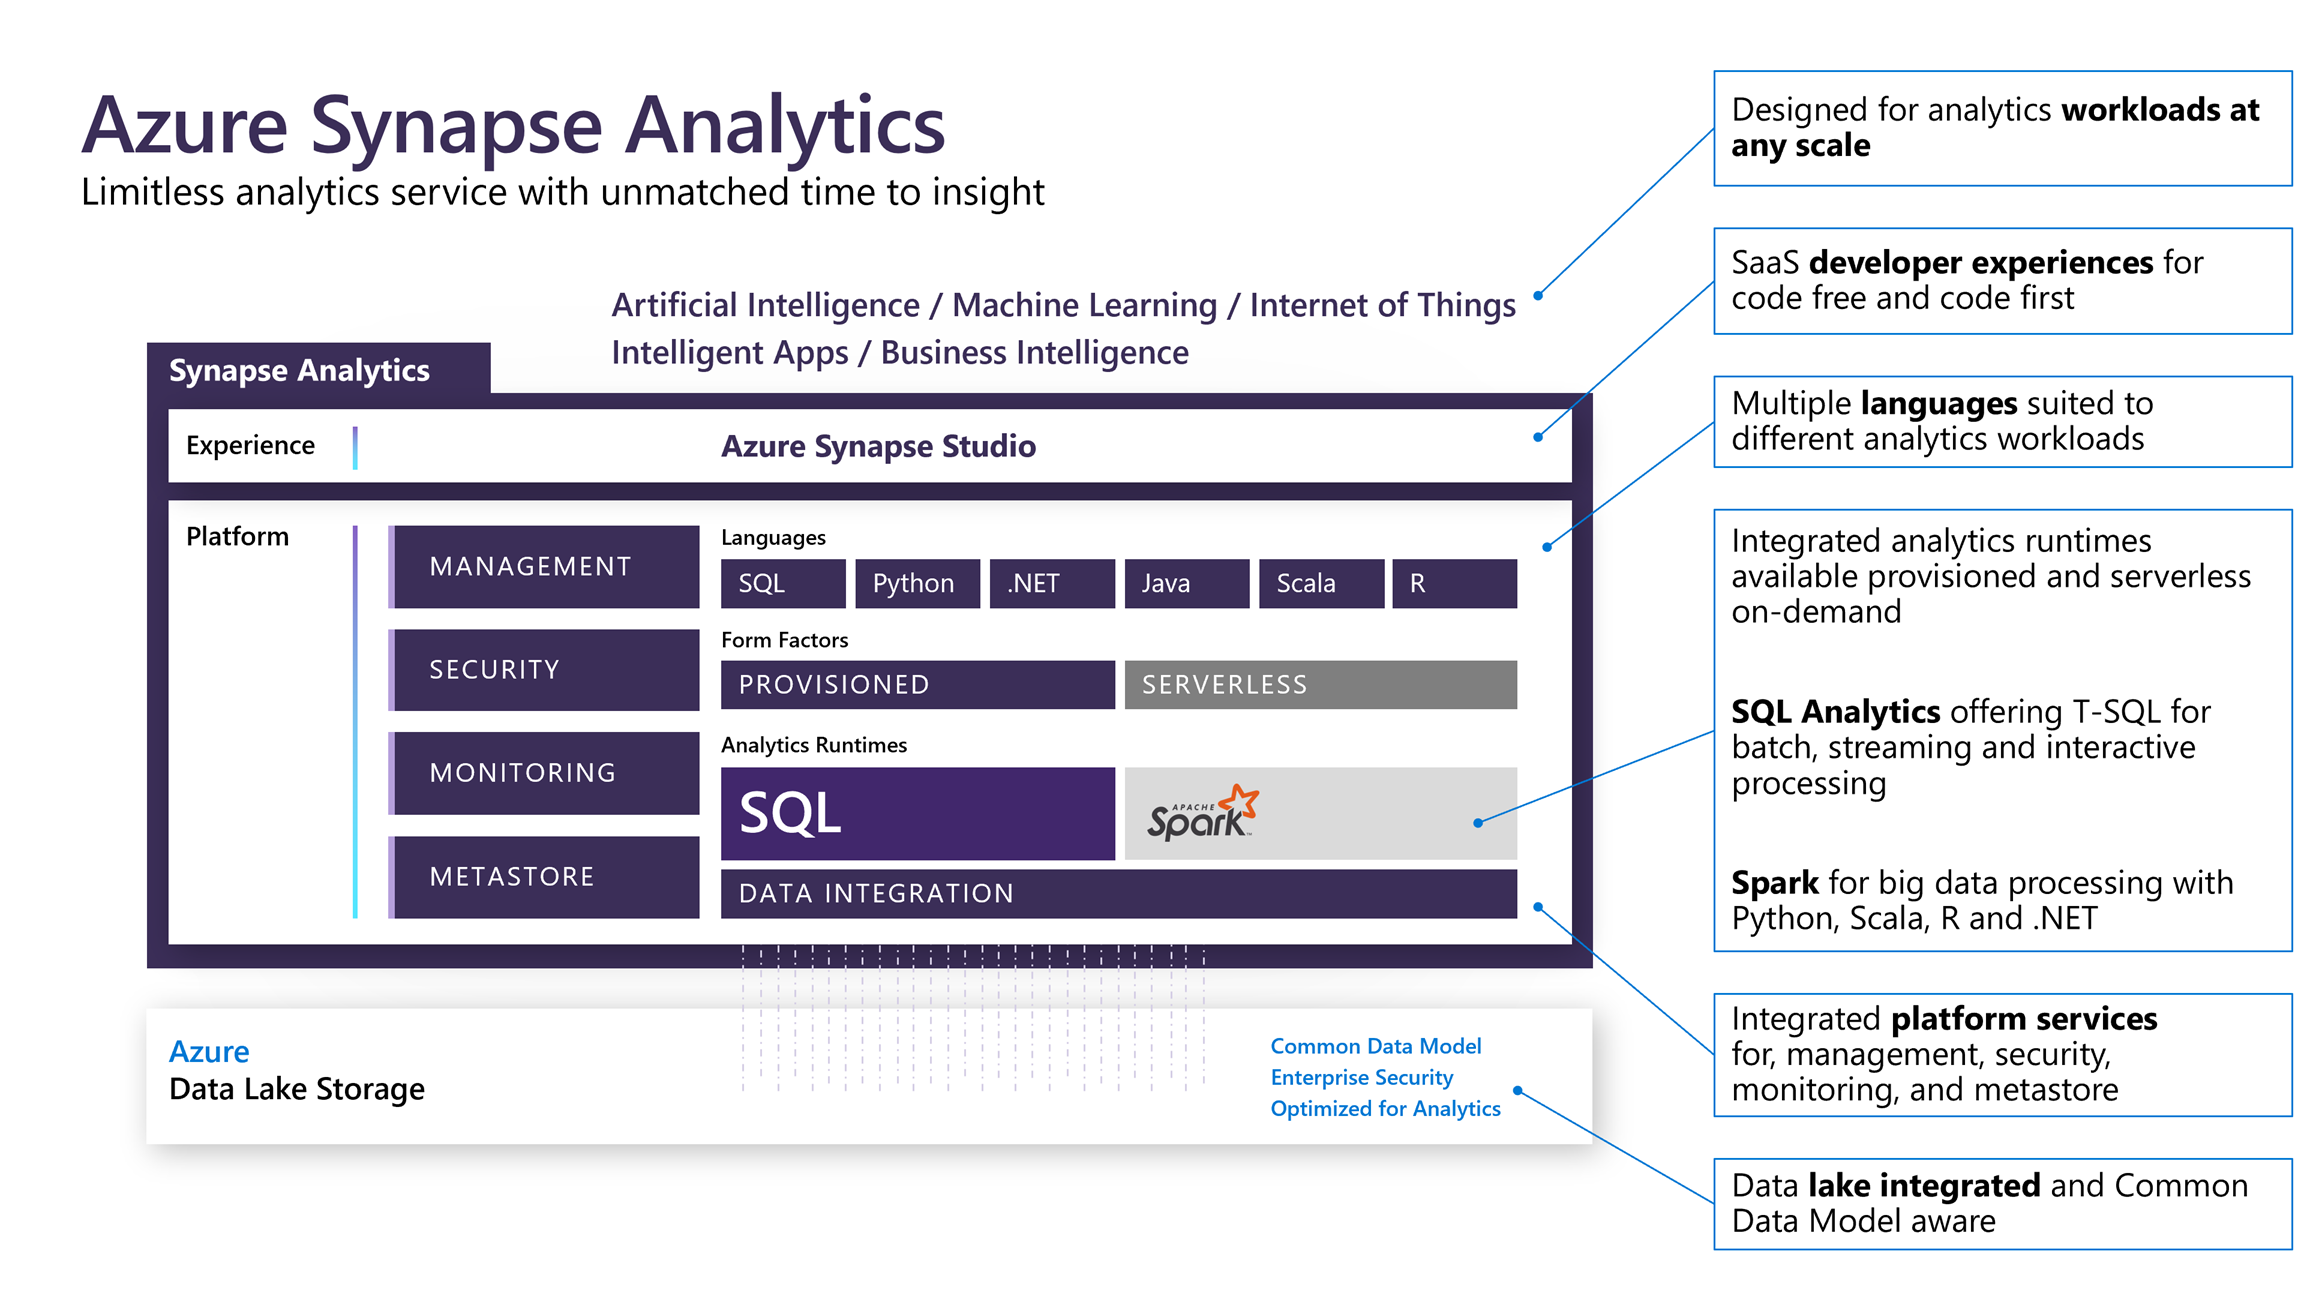 Azure Synapse Analytics
Limitless analytics service with unmatched time to insight
Artificial Intelligence / Machine Learning / Internet of Things
Intelligent Apps / Business Intelligence
Synapse Analytics
Experience
Azure Synapse Studio
Platform
MANAGEMENT
SECURITY
MONITORING
METASTORE
Languages
SQL
Python
.NET
Java
Scala
R
Form Factors
PROVISIONED
SERVERLESS
Analytics Runtimes
SQL
APACHE
Spark™
DATA INTEGRATION
Azure
Data Lake Storage
Common Data Model
Enterprise Security
Optimized for Analytics
Designed for analytics workloads at
any scale
SaaS developer experiences for
code free and code first
Multiple languages suited to
different analytics workloads
Integrated analytics runtimes
available provisioned and serverless
on-demand
SQL Analytics offering T-SQL for
batch, streaming and interactive
processing
Spark for big data processing with
Python, Scala, R and .NET
Integrated platform services
for, management, security,
monitoring, and metastore
Data lake integrated and Common
Data Model aware